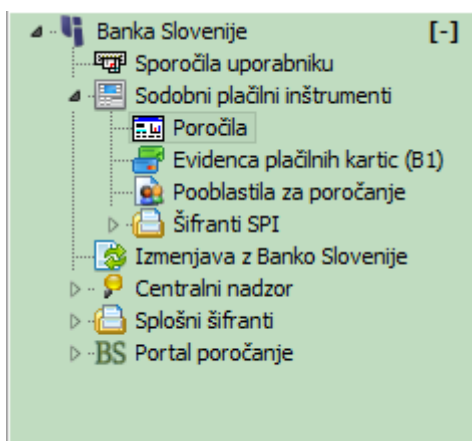 Banka Slovenije [-]
Sporočila uporabniku
Sodobni plačilni inštrumenti
Poročila
Evidenca plačilnih kartic (B1)
Pooblastila za poročanje
Šifranti SPI
Izmenjava z Banko Slovenije
Centralni nadzor
Splošni šifranti
BS Portal poročanje